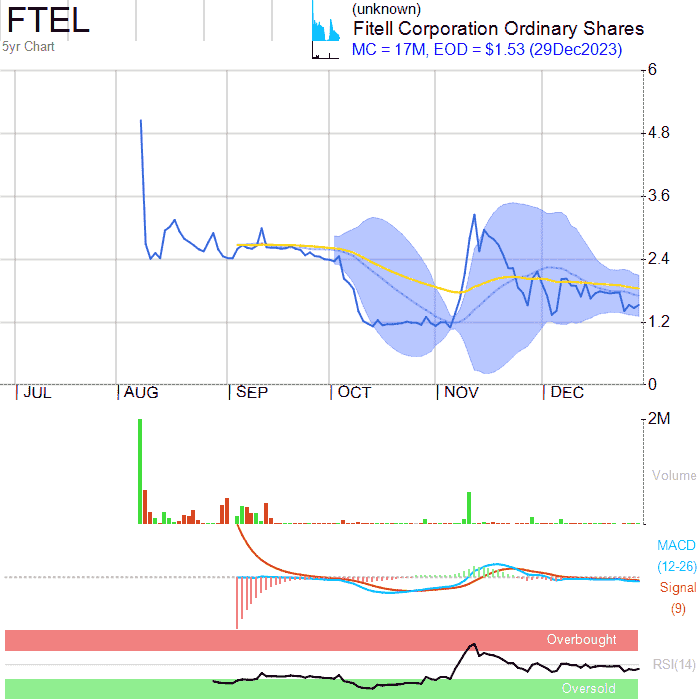 FTEL
5yr Chart
(unknown)
Fitell Corporation Ordinary Shares
MC = 17M, EOD = $1.53 (29Dec2023)
6
4.8
3.6
2.4
1.2
0
JUL AUG SEP OCT NOV DEC
2M
Volume
MACD
(12-26)
Signal
(9)
Overbought
RSI(14)
Oversold